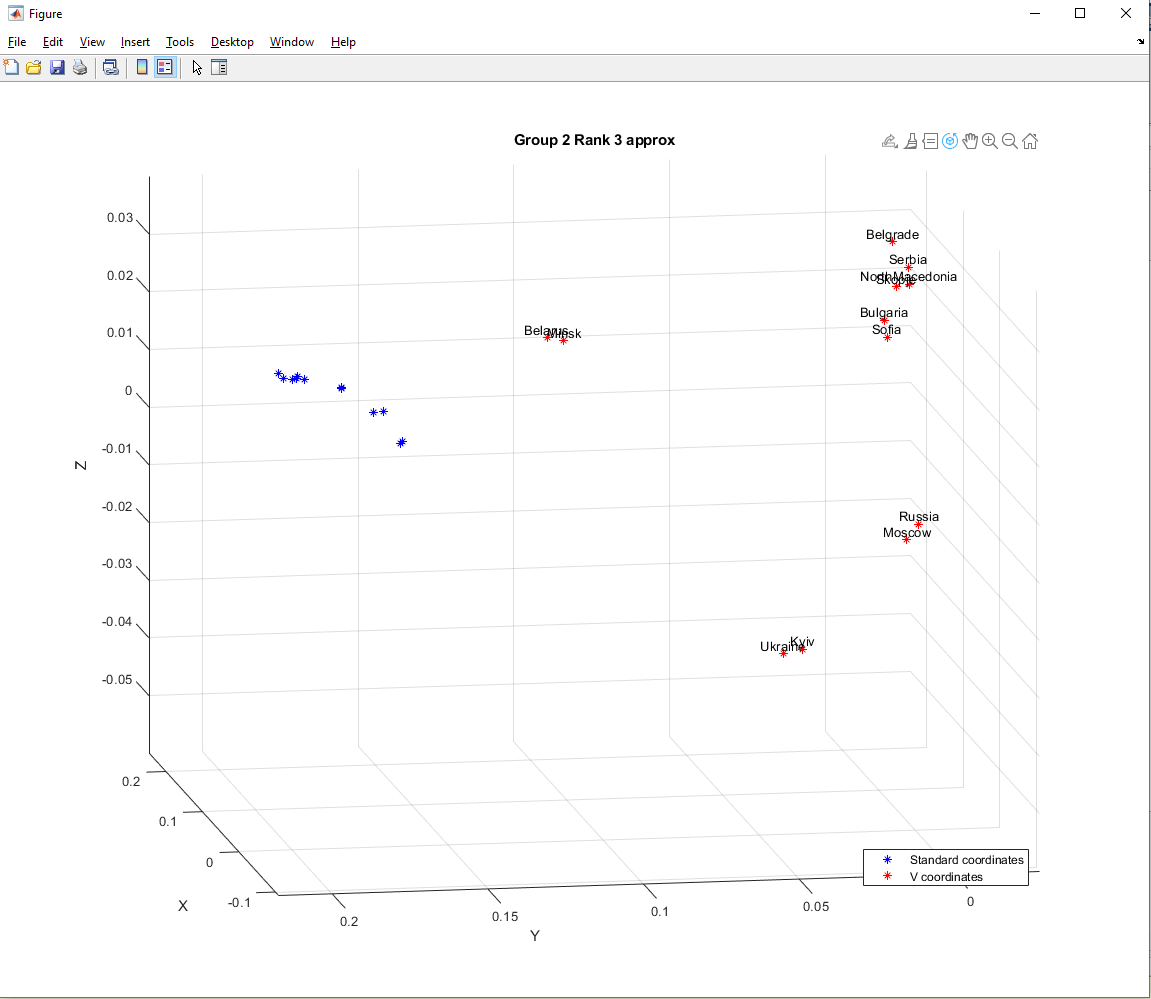 Figure
File Edit View Insert Tools Desktop Window Help
Group 2 Rank 3 approx
0.03
0.02
0.01
0
-0.01
-0.02
-0.03
-0.04
-0.05
Z
Belgrade
Serbia
NorthMacedonia
Skopje
Bulgaria
Sofia
Belarus
Minsk
Russia
Moscow
Ukraine
Kyiv
0.2
0.1
0
-0.1
X
0.2
0.15
0.1
0.05
0
Y
Standard coordinates
V coordinates